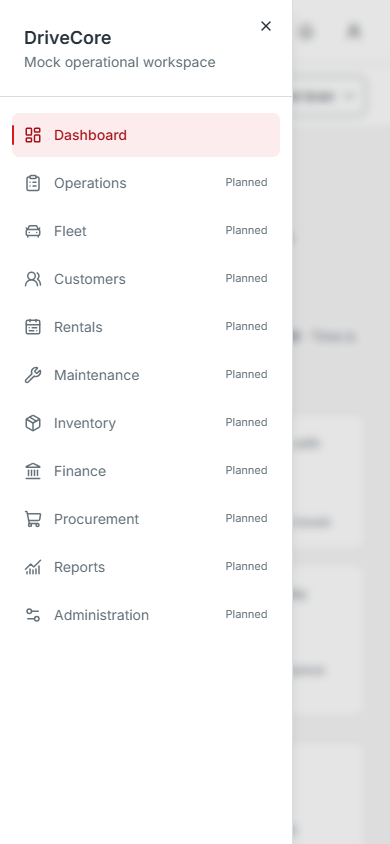 DriveCore
Mock operational workspace
Dashboard
Operations Planned
Fleet Planned
Customers Planned
Rentals Planned
Maintenance Planned
Inventory Planned
Finance Planned
Procurement Planned
Reports Planned
Administration Planned